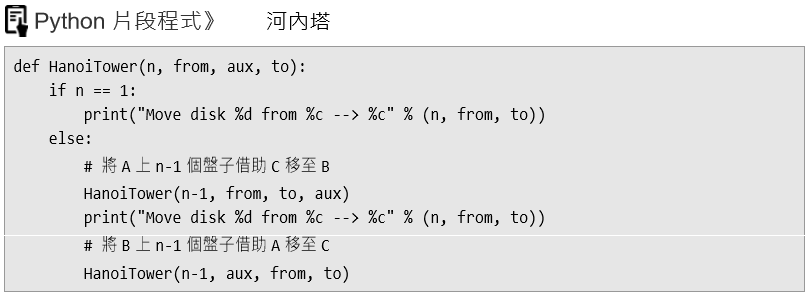 Python 片段程式》 河內塔
def HanoiTower(n, from, aux, to):
    if n == 1:
        print("Move disk %d from %c --> %c" % (n, from, to))
    else:
        # 將 A 上 n-1 個盤子借助 C 移至 B
        HanoiTower(n-1, from, to, aux)
        print("Move disk %d from %c --> %c" % (n, from, to))
        # 將 B 上 n-1 個盤子借助 A 移至 C
        HanoiTower(n-1, aux, from, to)